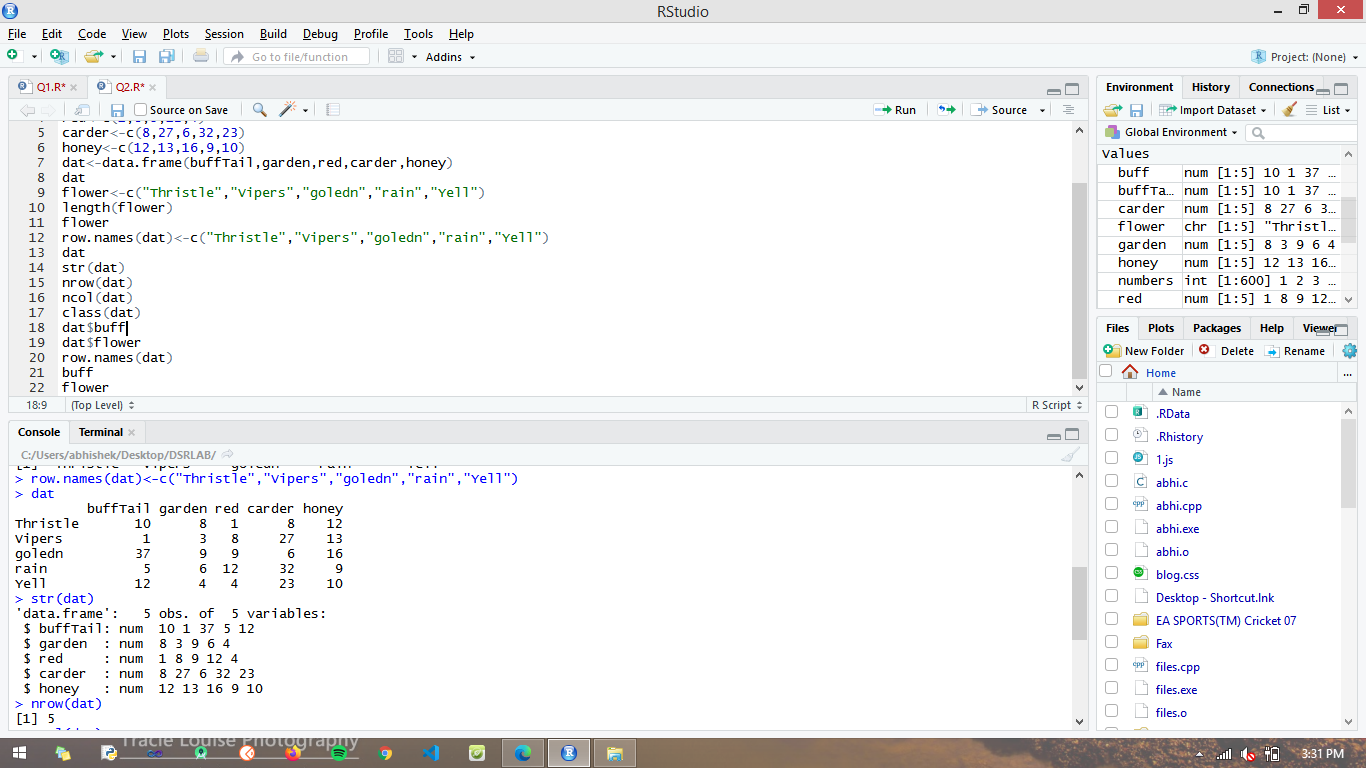 RStudio
File Edit Code View Plots Session Build Debug Profile Tools Help
Go to file/function Addins Project: (None)
Q1.R* Q2.R*
Source on Save Run Source
5 carder<-c(8,27,6,32,23)
6 honey<-c(12,13,16,9,10)
7 dat<-data.frame(buffTail,garden,red,carder,honey)
8 dat
9 flower<-c("Thristle","Vipers","goledn","rain","Yell")
10 length(flower)
11 flower
12 row.names(dat)<-c("Thristle","Vipers","goledn","rain","Yell")
13 dat
14 str(dat)
15 nrow(dat)
16 ncol(dat)
17 class(dat)
18 dat$buff
19 dat$flower
20 row.names(dat)
21 buff
22 flower
18:9 (Top Level) R Script
Console Terminal
C:/Users/abhishek/Desktop/DSRLAB/
> row.names(dat)<-c("Thristle","Vipers","goledn","rain","Yell")
> dat
buffTail garden red carder honey
Thristle 10 8 1 8 12
Vipers 1 3 8 27 13
goledn 37 9 9 6 16
rain 5 6 12 32 9
Yell 12 4 4 23 10
> str(dat)
'data.frame': 5 obs. of 5 variables:
$ buffTail: num 10 1 37 5 12
$ garden : num 8 3 9 6 4
$ red : num 1 8 9 12 4
$ carder : num 8 27 6 32 23
$ honey : num 12 13 16 9 10
> nrow(dat)
[1] 5
Environment History Connections
Import Dataset List
Global Environment
Values
buff num [1:5] 10 1 37 …
buffTa… num [1:5] 10 1 37 …
carder num [1:5] 8 27 6 3…
flower chr [1:5] "Thristl…
garden num [1:5] 8 3 9 6 4
honey num [1:5] 12 13 16…
numbers int [1:600] 1 2 3 …
red num [1:5] 1 8 9 12…
Files Plots Packages Help Viewer
New Folder Delete Rename
Home ...
Name
.RData
.Rhistory
1.js
abhi.c
abhi.cpp
abhi.exe
abhi.o
blog.css
Desktop - Shortcut.lnk
EA SPORTS(TM) Cricket 07
Fax
files.cpp
files.exe
files.o
Tracie Louise Photography
3:31 PM